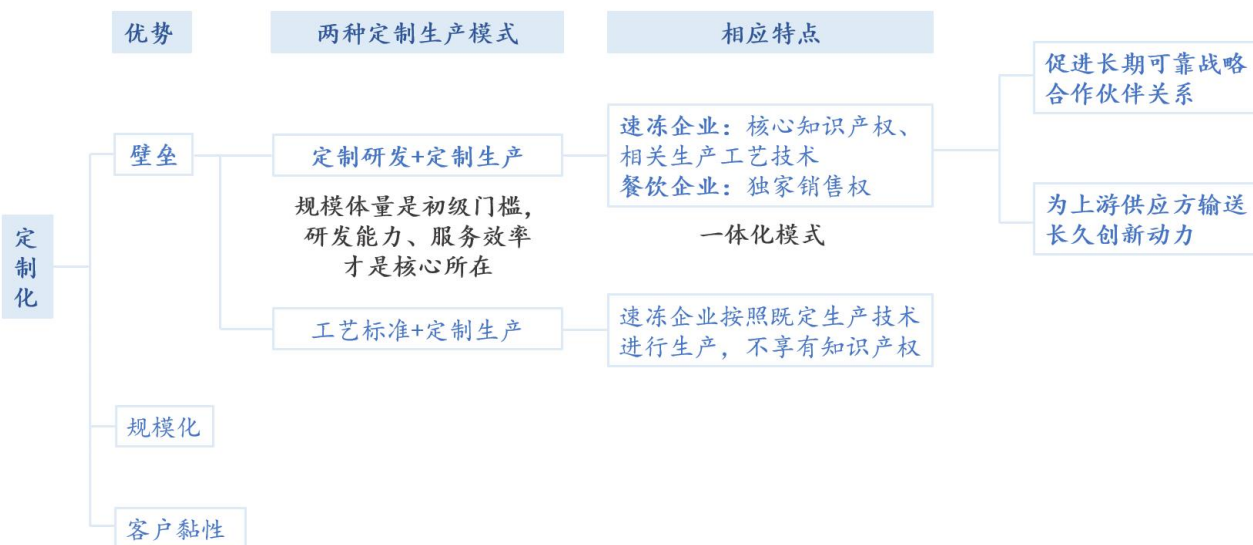 优势
两种定制生产模式
相应特点
定
制
化
壁垒
定制研发+定制生产
规模体量是初级门槛，
研发能力、服务效率
才是核心所在
工艺标准+定制生产
速冻企业：核心知识产权、
相关生产工艺技术
餐饮企业：独家销售权
一体化模式
速冻企业按照既定生产技术
进行生产，不享有知识产权
促进长期可靠战略
合作伙伴关系
为上游供应方输送
长久创新动力
规模化
客户黏性